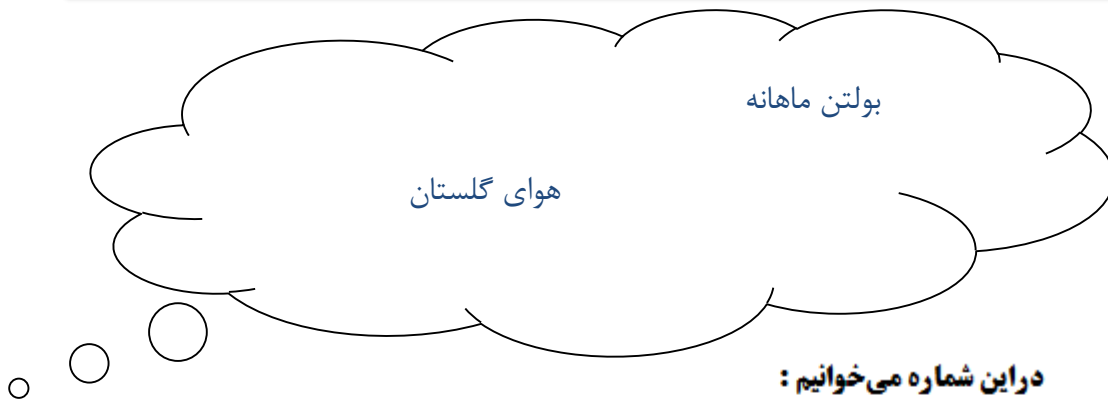 بولتن ماهانه
هوای گلستان
دراین شماره می‌خوانیم :